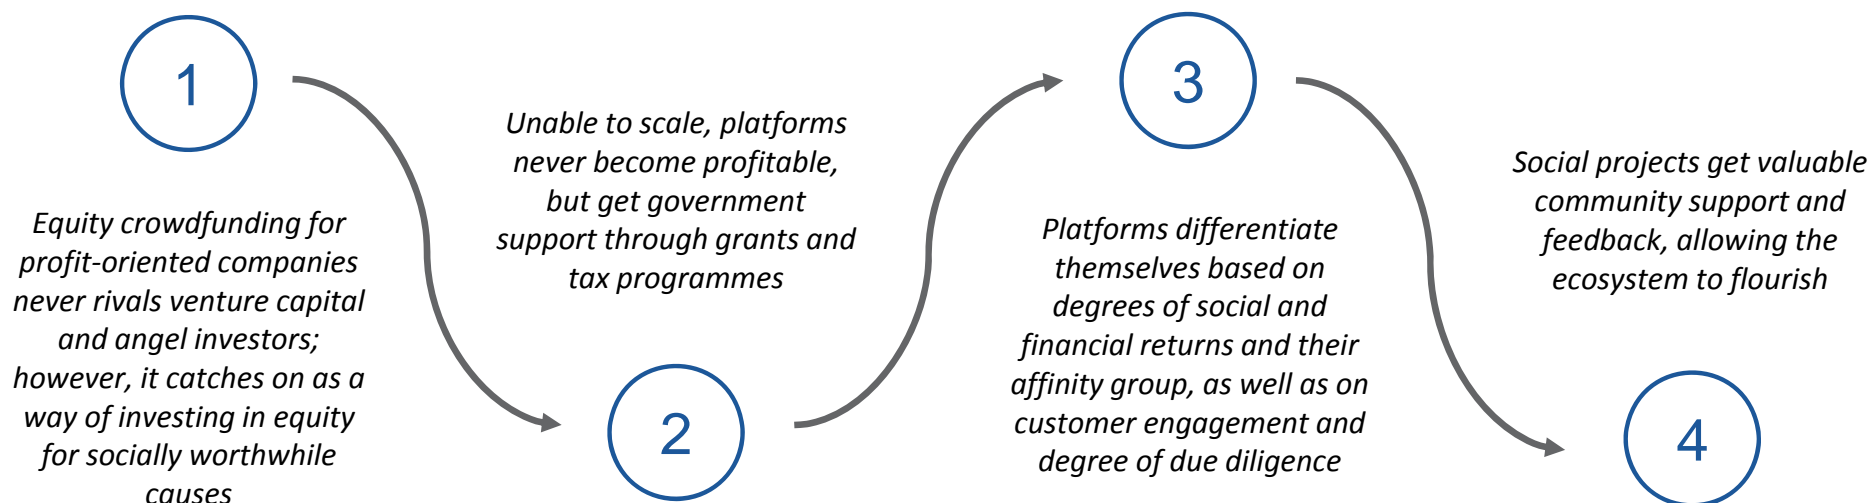 1
Equity crowdfunding for
profit-oriented companies
never rivals venture capital
and angel investors;
however, it catches on as a
way of investing in equity
for socially worthwhile
causes
Unable to scale, platforms
never become profitable,
but get government
support through grants and
tax programmes
2
3
Platforms differentiate
themselves based on
degrees of social and
financial returns and their
affinity group, as well as on
customer engagement and
degree of due diligence
Social projects get valuable
community support and
feedback, allowing the
ecosystem to flourish
4